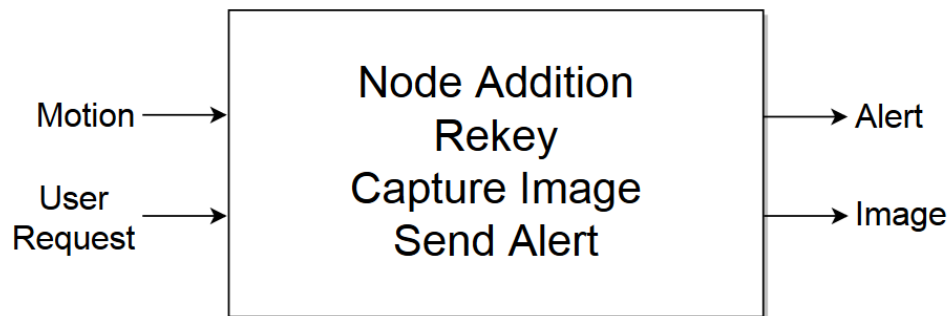 Motion
User
Request
Node Addition
Rekey
Capture Image
Send Alert
Alert
Image